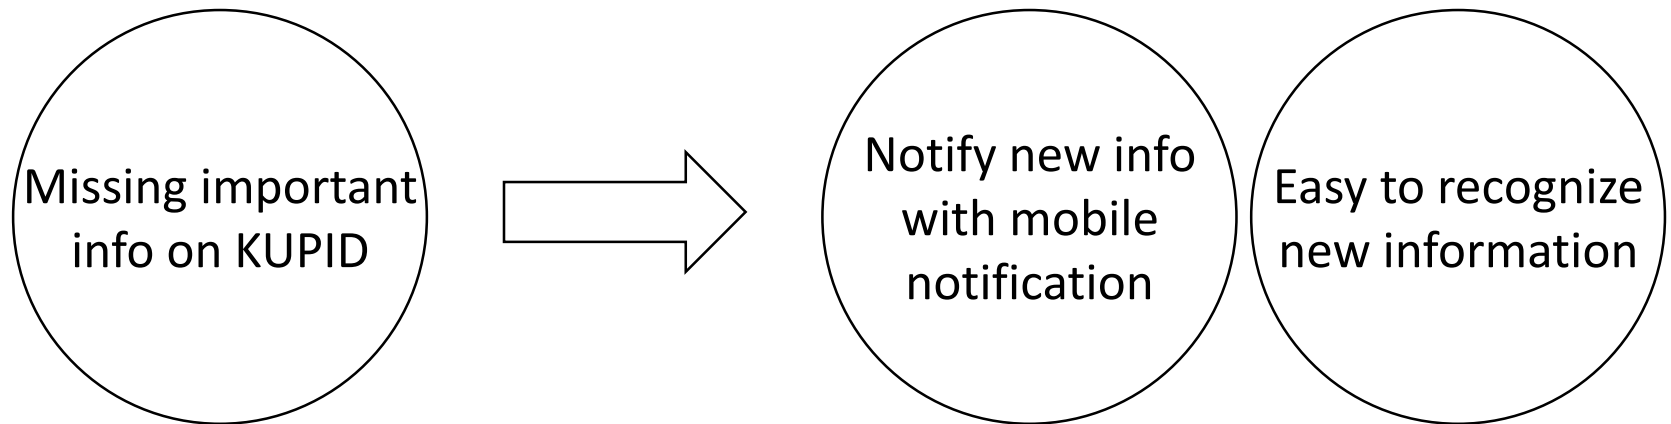 Missing important
info on KUPID
Notify new info
with mobile
notification
Easy to recognize
new information